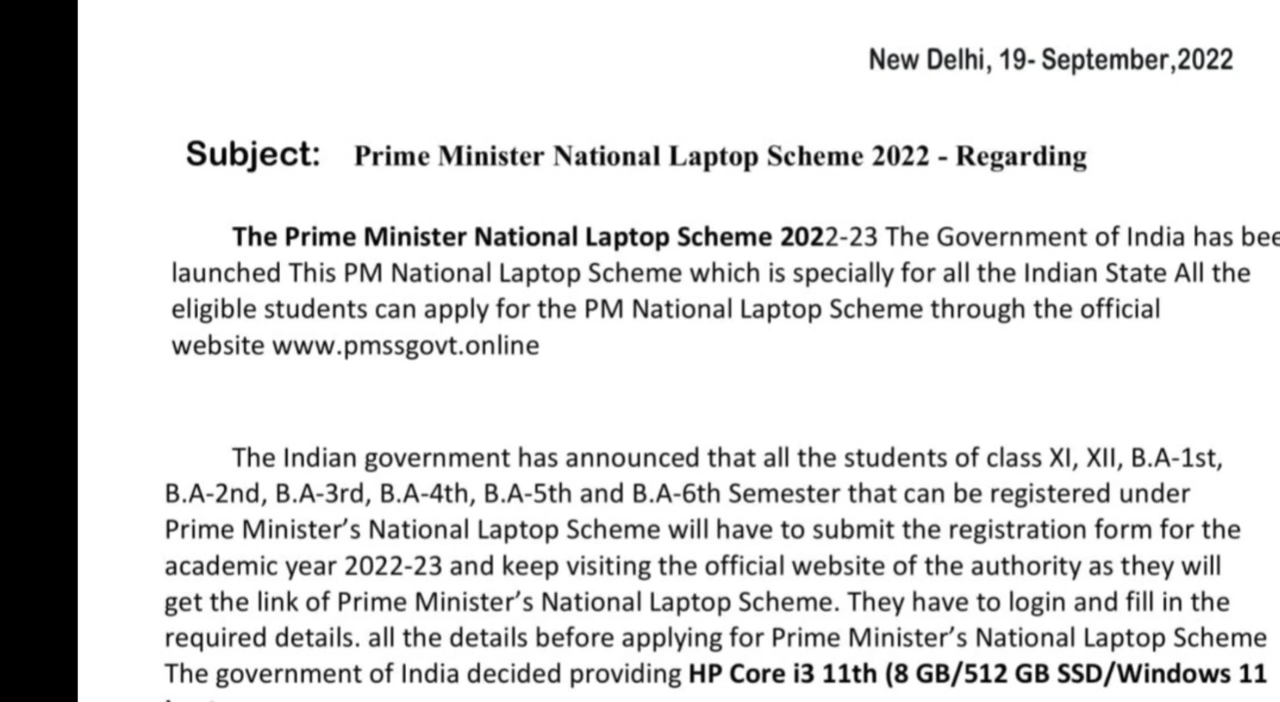 New Delhi, 19- September,2022
Subject: Prime Minister National Laptop Scheme 2022 - Regarding
The Prime Minister National Laptop Scheme 2022-23 The Government of India has bee
launched This PM National Laptop Scheme which is specially for all the Indian State All the
eligible students can apply for the PM National Laptop Scheme through the official
website www.pmssgovt.online
The Indian government has announced that all the students of class XI, XII, B.A-1st,
B.A-2nd, B.A-3rd, B.A-4th, B.A-5th and B.A-6th Semester that can be registered under
Prime Minister’s National Laptop Scheme will have to submit the registration form for the
academic year 2022-23 and keep visiting the official website of the authority as they will
get the link of Prime Minister’s National Laptop Scheme. They have to login and fill in the
required details. all the details before applying for Prime Minister’s National Laptop Scheme
The government of India decided providing HP Core i3 11th (8 GB/512 GB SSD/Windows 11